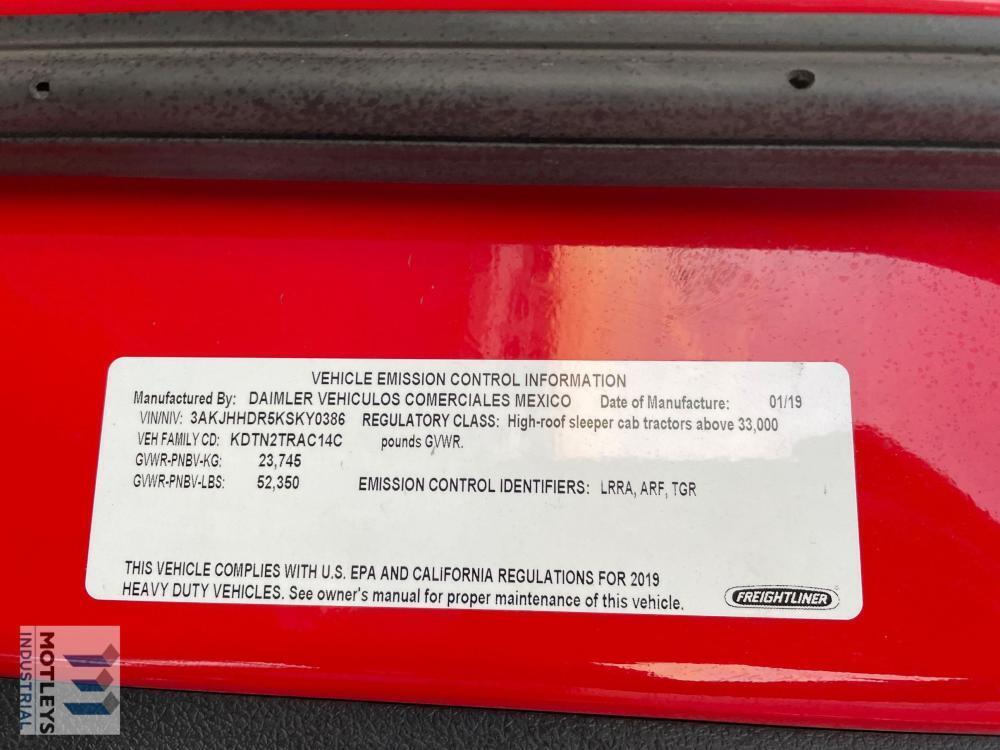 VEHICLE EMISSION CONTROL INFORMATION
Manufactured By: DAIMLER VEHICULOS COMERCIALES MEXICO Date of Manufacture: 01/19
VIN/NIV: 3AKJHHDR5KSKY0386 REGULATORY CLASS: High-roof sleeper cab tractors above 33,000
VEH FAMILY CD: KDTN2TRAC14C pounds GVWR.
GVWR-PNBV-KG: 23,745
GVWR-PNBV-LBS: 52,350 EMISSION CONTROL IDENTIFIERS: LRRA, ARF, TGR
THIS VEHICLE COMPLIES WITH U.S. EPA AND CALIFORNIA REGULATIONS FOR 2019
HEAVY DUTY VEHICLES. See owner's manual for proper maintenance of this vehicle.
FREIGHTLINER
MOTLEYS
INDUSTRIAL